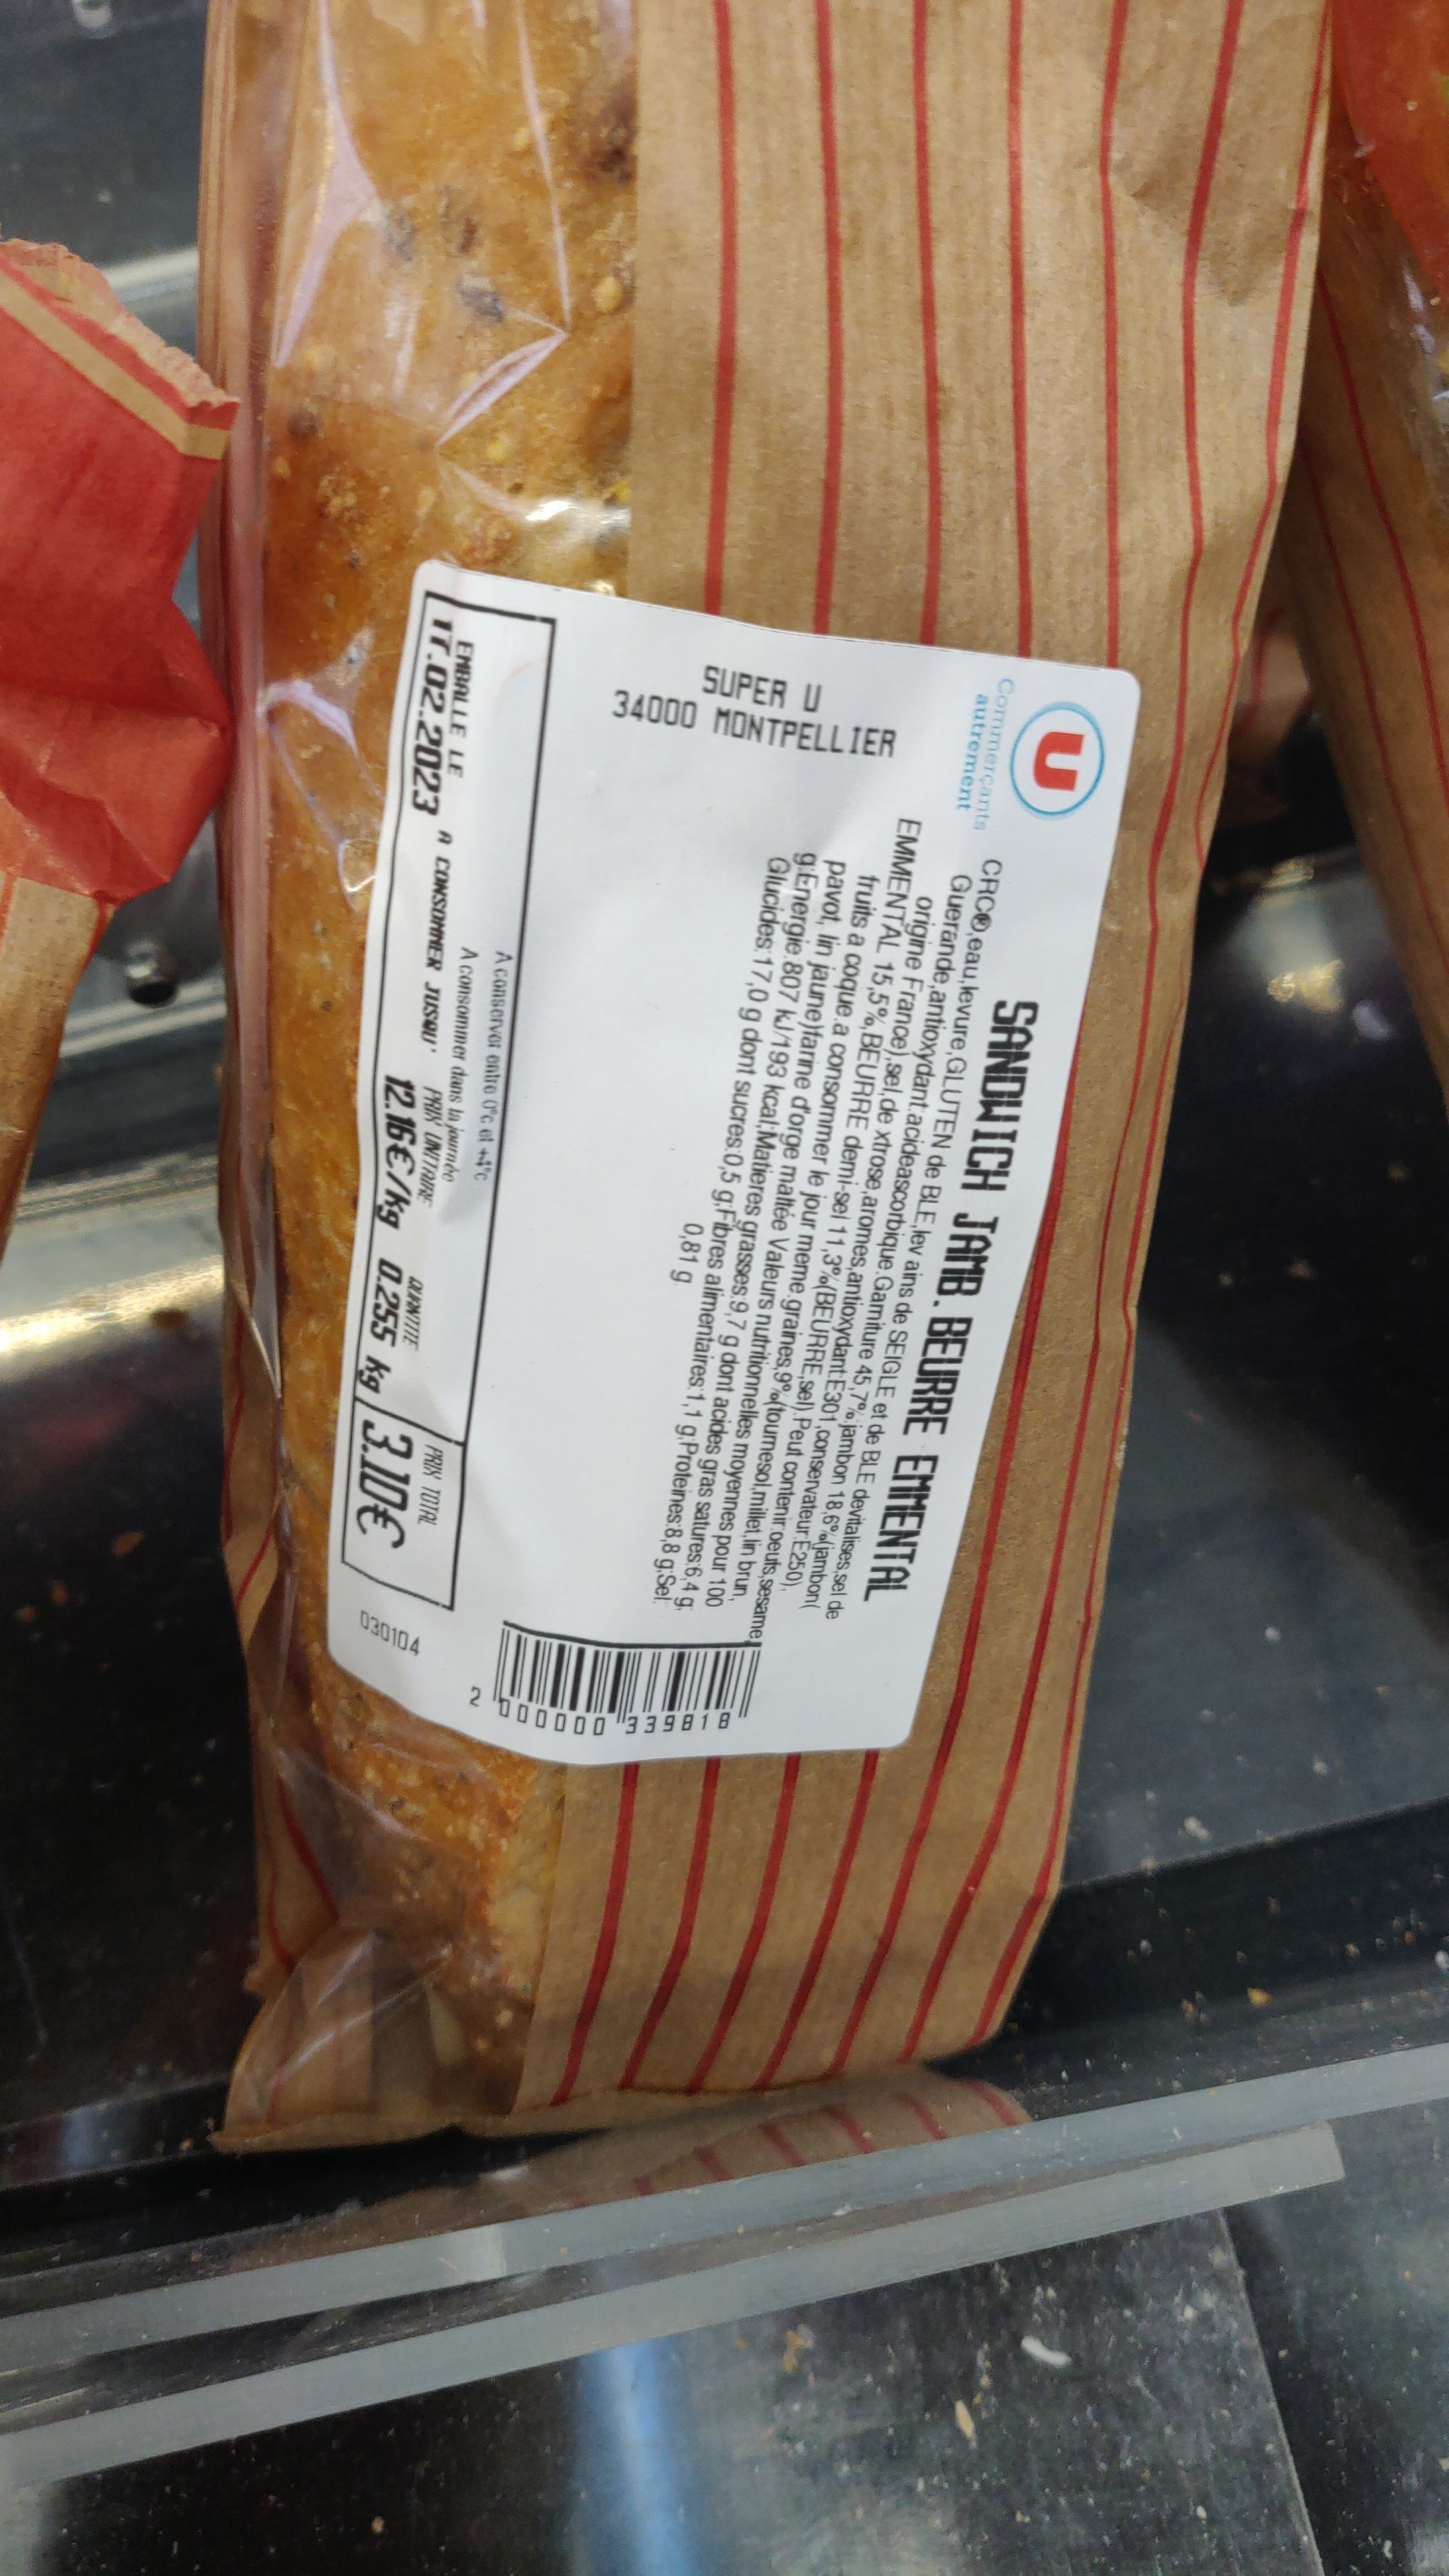 U
Commerçants
autrement
SUPER U
34000 MONTPELLIER
SANDWICH JAMB. BEURRE EMMENTAL
CRC®,eau,levure,GLUTEN de BLE,lev ains de SEIGLE et de BLE devitalises,sel de
Guerande,antioxydant:acideascorbique.Garniture 45,7%:jambon 18,6%(jambon(
origine France),sel,de xtrose,aromes,antioxydant:E301,conservateur:E250),
EMMENTAL 15,5%,BEURRE demi-sel 11,3%(BEURRE,sel).Peut contenir:oeufs,sesame,
fruits a coque.a consommer le jour meme.graines,9%(tournesol,millet,lin brun,
pavot, lin jaune)farine d'orge maltée Valeurs nutritionnelles moyennes pour 100
g:Energie:807 kJ/193 kcal;Matieres grasses:9,7 g dont acides gras satures:6,4 g;
Glucides:17,0 g dont sucres:0,5 g;Fibres alimentaires:1,1 g;Proteines:8,8 g;Sel:
0,81 g.
A conserver entre 0°c et +4°c
A consommer dans la journée
EMBALLE LE A CONSOMMER JUSQU' PRIX UNITAIRE QUANTITE PRIX TOTAL
17.02.2023 12.16€/kg 0.255 kg 3.10€
2 000000 339818
030104